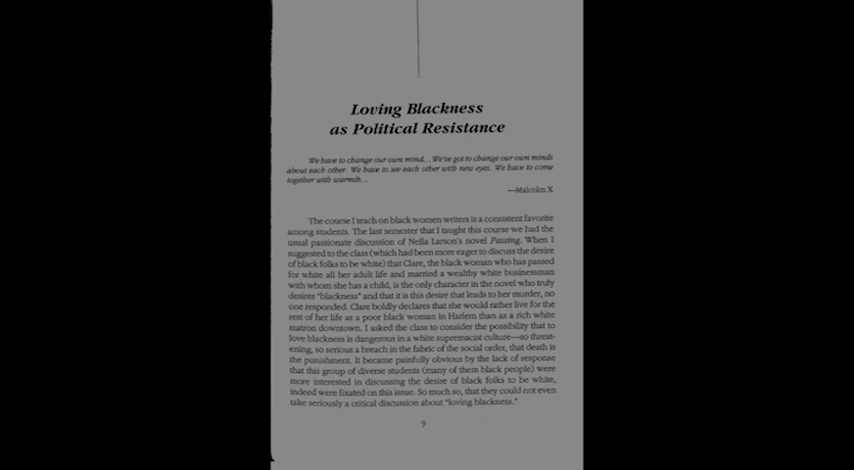 Loving Blackness
as Political Resistance
We have to change our own mind... We've got to change our own minds
about each other. We have to see each other with new eyes. We have to come
together with warmth...
—Malcolm X
The course I teach on black women writers is a consistent favorite
among students. The last semester that I taught this course we had the
usual passionate discussion of Nella Larson's novel Passing. When I
suggested to the class (which had been more eager to discuss the desire
of black folks to be white) that Clare, the black woman who has passed
for white all her adult life and married a wealthy white businessman
with whom she has a child, is the only character in the novel who truly
desires "blackness" and that it is this desire that leads to her murder, no
one responded. Clare boldly declares that she would rather live for the
rest of her life as a poor black woman in Harlem than as a rich white
matron downtown. I asked the class to consider the possibility that to
love blackness is dangerous in a white supremacist culture—so threat-
ening, so serious a breach in the fabric of the social order, that death is
the punishment. It became painfully obvious by the lack of response
that this group of diverse students (many of them black people) were
more interested in discussing the desire of black folks to be white,
indeed were fixated on this issue. So much so, that they could not even
take seriously a critical discussion about "loving blackness."
9